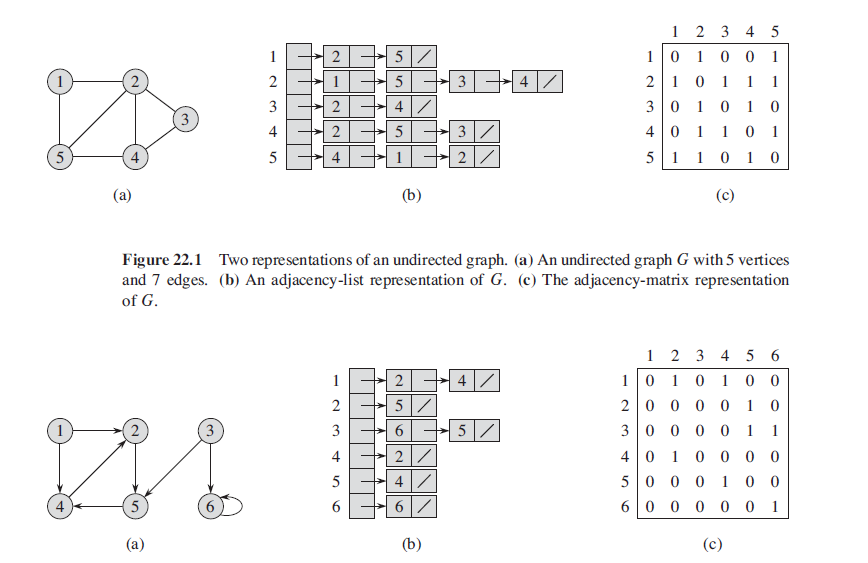 1 2 3 4 5
1 2 5 1 0 1 0 0 1
1 2 2 1 5 3 4 2 1 0 1 1 1
3 3 2 4 3 0 1 0 1 0
4 2 5 3 4 0 1 1 0 1
5 4 5 4 1 2 5 1 1 0 1 0
(a) (b) (c)
Figure 22.1 Two representations of an undirected graph. (a) An undirected graph G with 5 vertices
and 7 edges. (b) An adjacency-list representation of G. (c) The adjacency-matrix representation
of G.
1 2 3 4 5 6
1 2 4 1 0 1 0 1 0 0
2 5 2 0 0 0 0 1 0
1 2 3 3 6 5 3 0 0 0 0 1 1
4 2 4 0 1 0 0 0 0
5 4 5 0 0 0 1 0 0
4 5 6 6 6 6 0 0 0 0 0 1
(a) (b) (c)